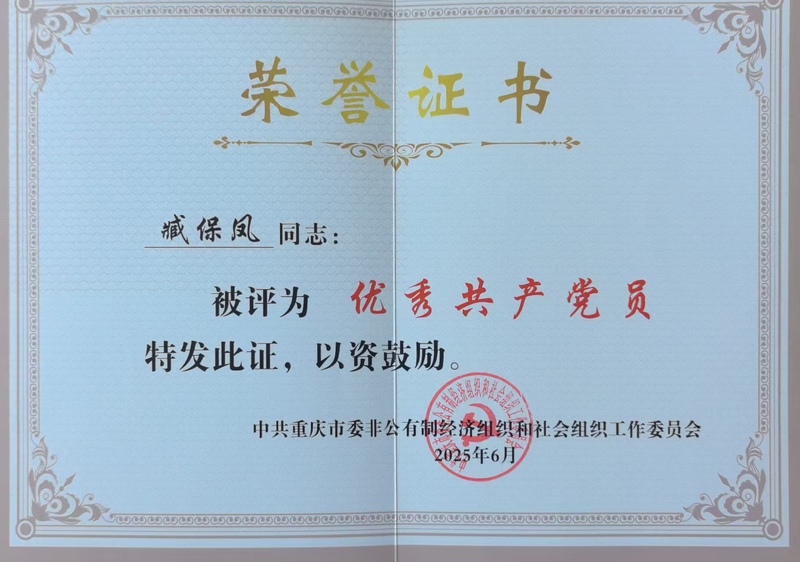 荣誉证书
臧保凤 同志：
被评为 优秀共产党员
特发此证，以资鼓励。
中共重庆市委非公有制经济组织和社会组织工作委员会
2025年6月